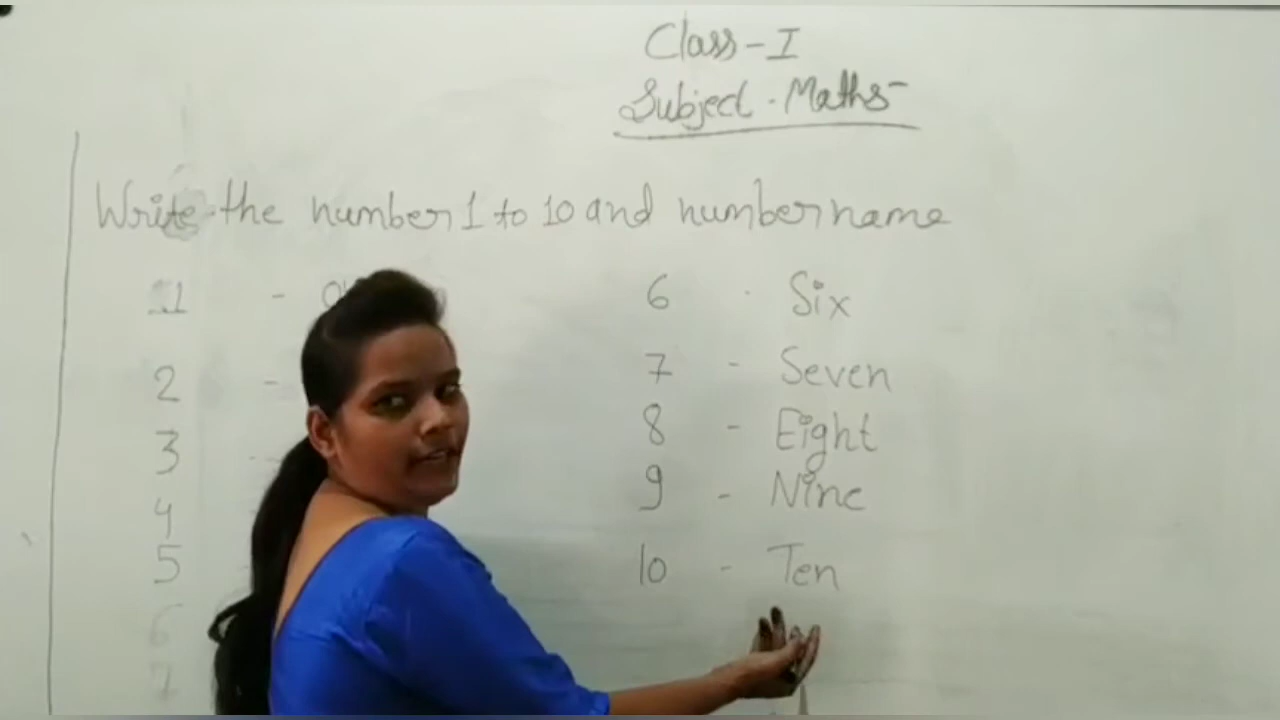 Class - I
Subject - Maths
Write the number 1 to 10 and number name
1 -
2 -
3 -
4
5
6
7
6 - Six
7 - Seven
8 - Eight
9 - Nine
10 - Ten